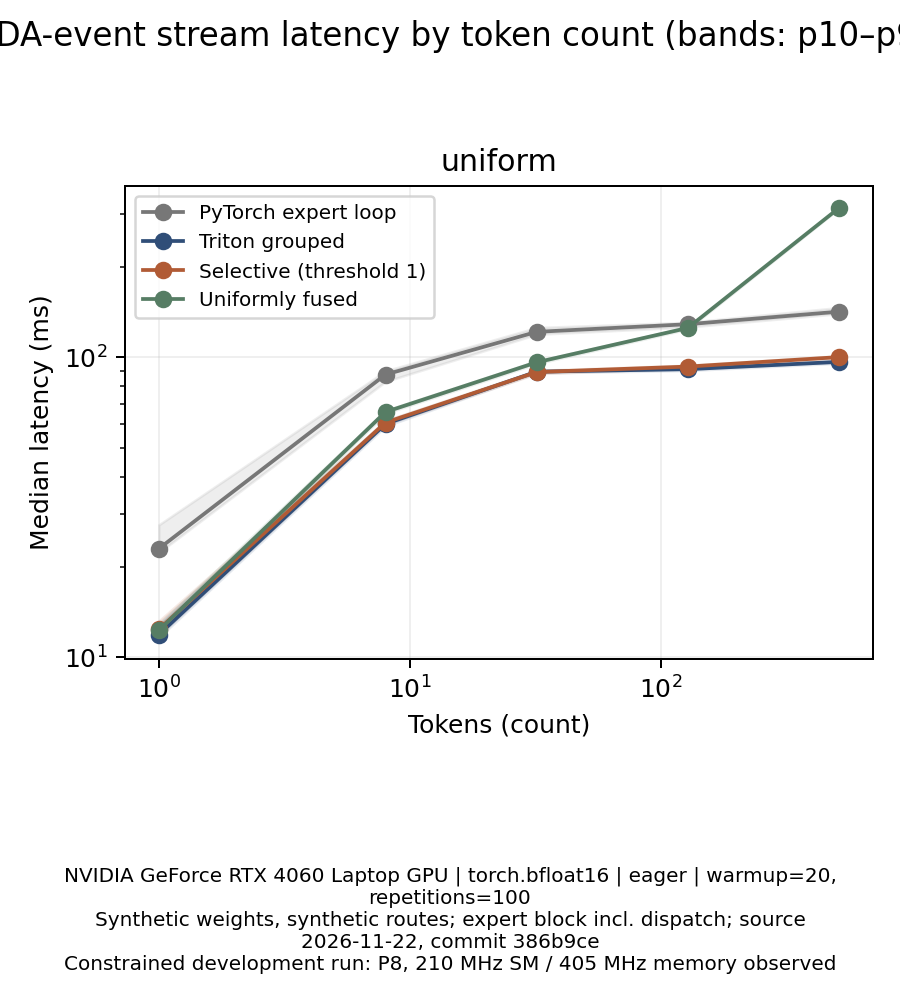 DA-event stream latency by token count (bands: p10–p9
uniform
PyTorch expert loop
Triton grouped
Selective (threshold 1)
Uniformly fused
Median latency (ms)
10²
10¹
10⁰ 10¹ 10²
Tokens (count)
NVIDIA GeForce RTX 4060 Laptop GPU | torch.bfloat16 | eager | warmup=20,
repetitions=100
Synthetic weights, synthetic routes; expert block incl. dispatch; source
2026-11-22, commit 386b9ce
Constrained development run: P8, 210 MHz SM / 405 MHz memory observed